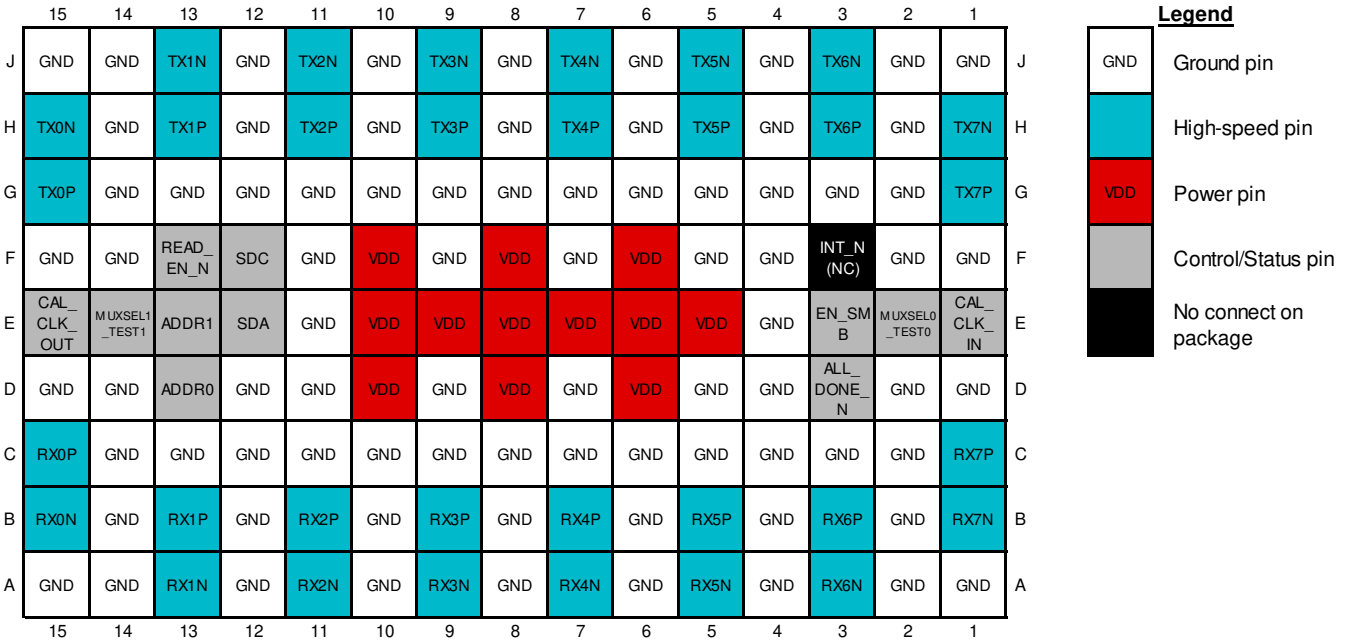 15 14 13 12 11 10 9 8 7 6 5 4 3 2 1
Legend
J GND GND TX1N GND TX2N GND TX3N GND TX4N GND TX5N GND TX6N GND GND J
GND Ground pin
H TX0N GND TX1P GND TX2P GND TX3P GND TX4P GND TX5P GND TX6P GND TX7N H
High-speed pin
G TX0P GND GND GND GND GND GND GND GND GND GND GND GND GND TX7P G
VDD Power pin
F GND GND READ_
EN_N SDC GND VDD GND VDD GND VDD GND GND INT_N
(NC) GND GND F
Control/Status pin
E CAL_
CLK_
OUT MUXSEL1
_TEST1 ADDR1 SDA GND VDD VDD VDD VDD VDD VDD GND EN_SM
B MUXSEL0
_TEST0 CAL_
CLK_
IN E
No connect on
package
D GND GND ADDR0 GND GND VDD GND VDD GND VDD GND GND ALL_
DONE_
N GND GND D
C RX0P GND GND GND GND GND GND GND GND GND GND GND GND GND RX7P C
B RX0N GND RX1P GND RX2P GND RX3P GND RX4P GND RX5P GND RX6P GND RX7N B
A GND GND RX1N GND RX2N GND RX3N GND RX4N GND RX5N GND RX6N GND GND A
15 14 13 12 11 10 9 8 7 6 5 4 3 2 1